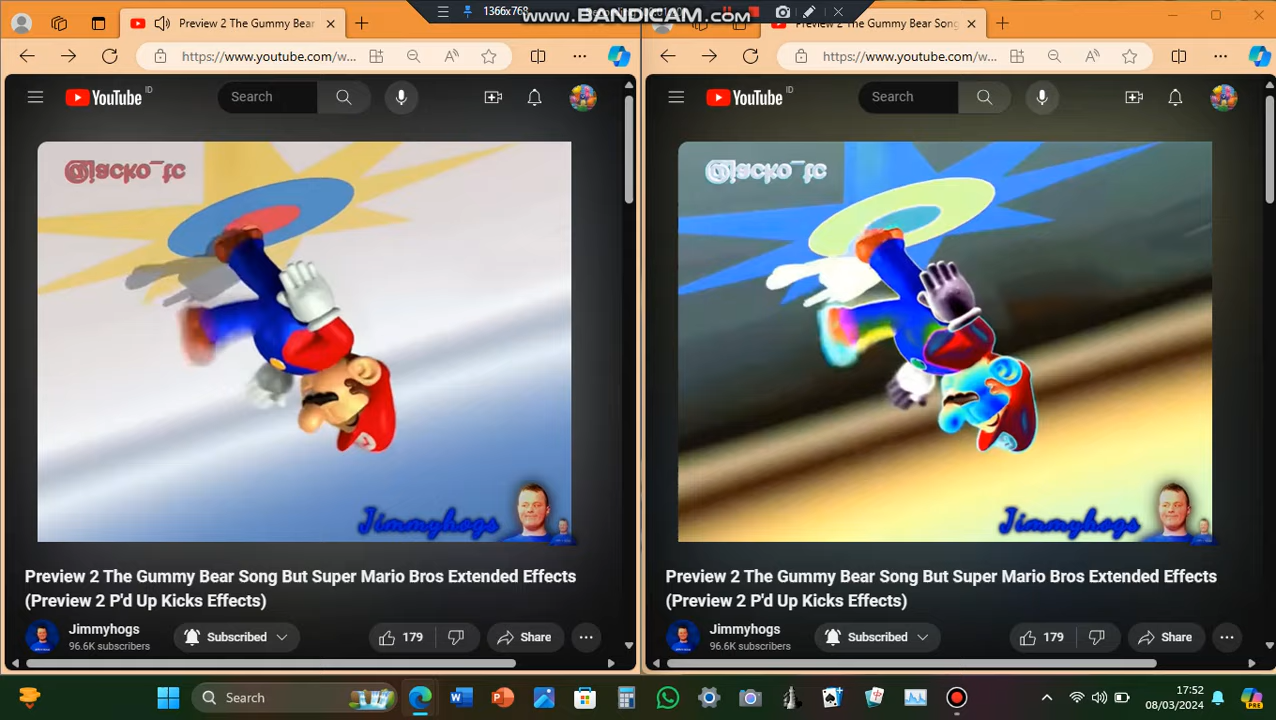 Preview 2 The Gummy Bear
1366x768
www.BANDICAM.com
Preview 2 The Gummy Bear Song
https://www.youtube.com/w...
https://www.youtube.com/w...
YouTube ID
Search
YouTube ID
Search
Jimmyhogs
Jimmyhogs
Preview 2 The Gummy Bear Song But Super Mario Bros Extended Effects
(Preview 2 P'd Up Kicks Effects)
Preview 2 The Gummy Bear Song But Super Mario Bros Extended Effects
(Preview 2 P'd Up Kicks Effects)
Jimmyhogs
96.6K subscribers
Subscribed
179
Share
Jimmyhogs
96.6K subscribers
Subscribed
179
Share
Search
17:52
08/03/2024